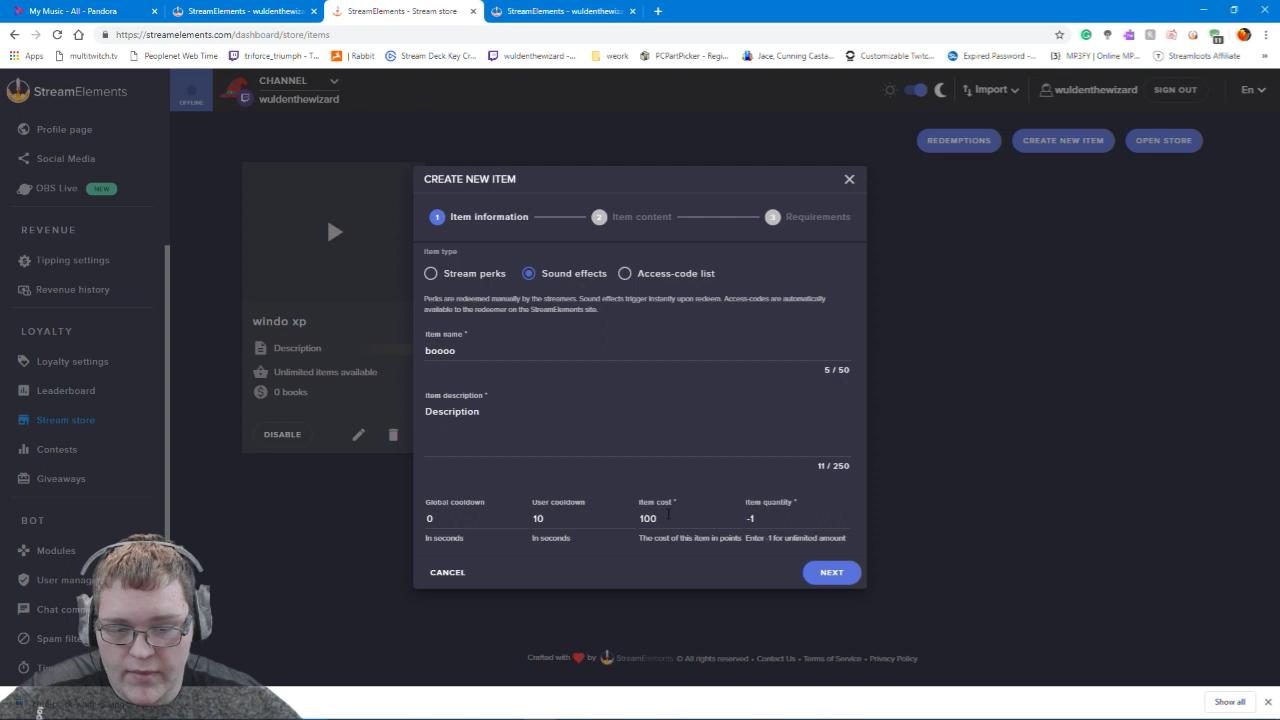 My Music - All - Pandora
StreamElements - wuldenthewiz
StreamElements - Stream store
StreamElements - wuldenthewiz
https://streamelements.com/dashboard/store/items
Apps
multitwitch.tv
Peoplenet Web Time
triforce_triumph - T...
| Rabbit
Stream Deck Key Cr...
wuldenthewizard -...
weork
PCPartPicker - Regi...
Jace, Cunning Casta...
Customizable Twitc...
Expired Password -...
MP3FY | Online MP...
Streamloots Affiliate
StreamElements
OFFLINE
CHANNEL
wuldenthewizard
Import
wuldenthewizard
SIGN OUT
En
Profile page
Social Media
OBS Live
NEW
REVENUE
Tipping settings
Revenue history
LOYALTY
Loyalty settings
Leaderboard
Stream store
Contests
Giveaways
BOT
Modules
User manag
Chat comm
Spam filte
REDEMPTIONS
CREATE NEW ITEM
OPEN STORE
windo xp
Description
Unlimited items available
0 books
DISABLE
CREATE NEW ITEM
1 Item information
2 Item content
3 Requirements
Item type
Stream perks
Sound effects
Access-code list
Perks are redeemed manually by the streamers. Sound effects trigger instantly upon redeem. Access-codes are automatically
available to the redeemer on the StreamElements site.
Item name *
boooo
5 / 50
Item description *
Description
11 / 250
Global cooldown
User cooldown
Item cost *
Item quantity *
0
10
100
-1
In seconds
In seconds
The cost of this item in points
Enter -1 for unlimited amount
CANCEL
NEXT
Crafted with
by
StreamElements
© All rights reserved - Contact Us - Terms of Service - Privacy Policy
Show all